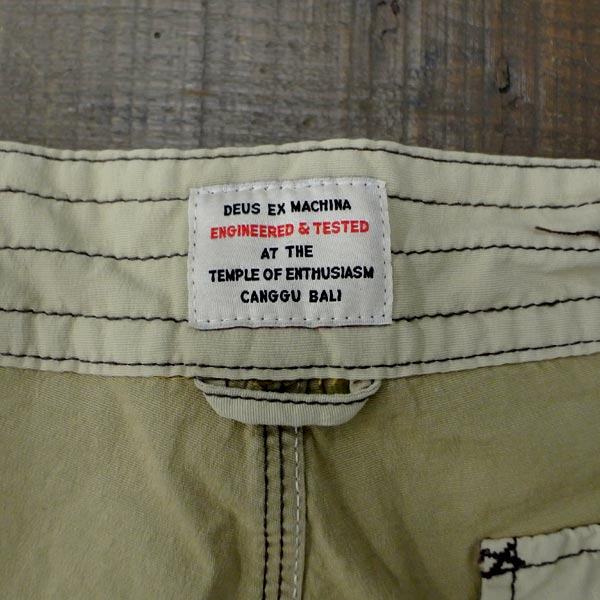 DEUS EX MACHINA
ENGINEERED & TESTED
AT THE
TEMPLE OF ENTHUSIASM
CANGGU BALI